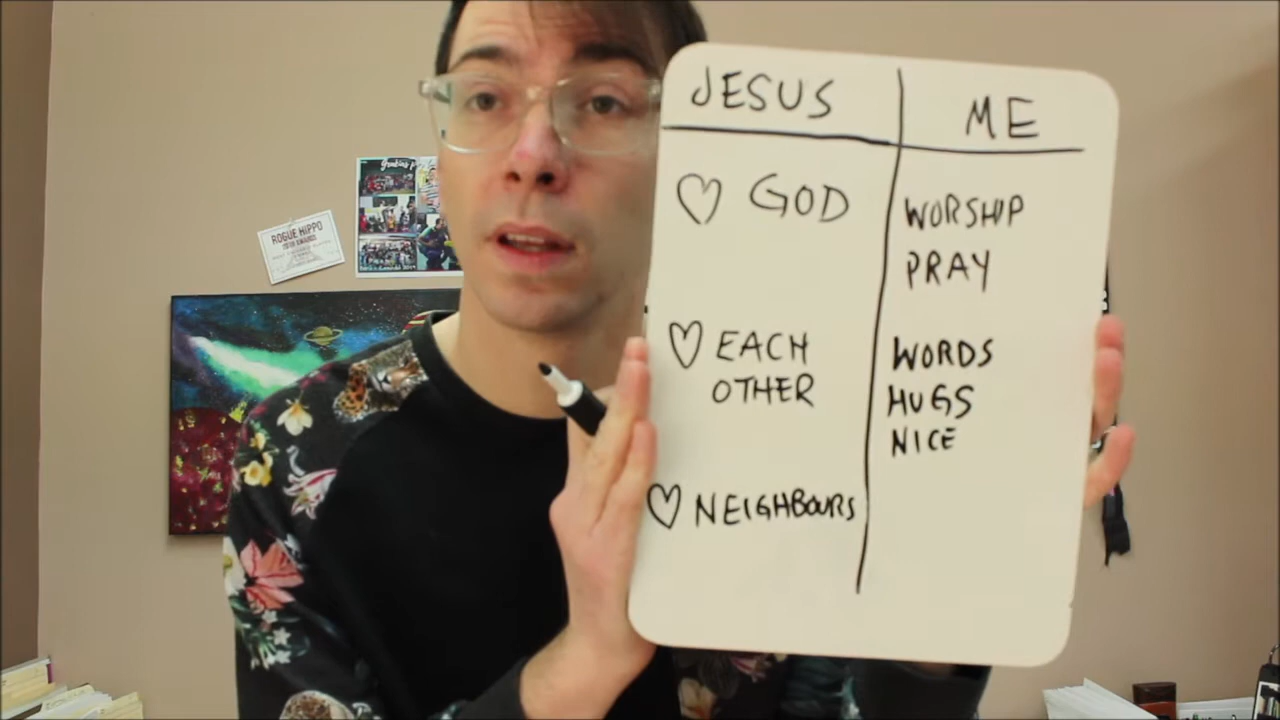 JESUS
ME
♡ GOD
WORSHIP
PRAY
♡ EACH
OTHER
WORDS
HUGS
NICE
♡ NEIGHBOURS
ROGUE HIPPO